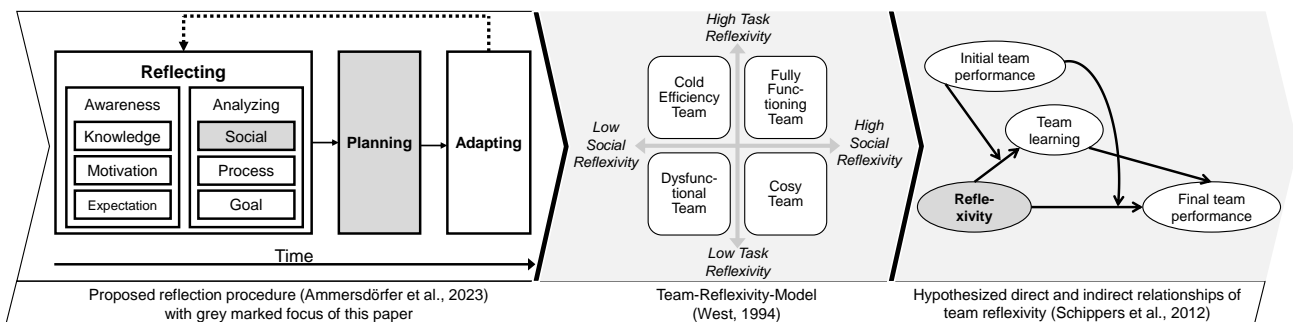 Reflecting
Awareness
Knowledge
Motivation
Expectation
Analyzing
Social
Process
Goal
Planning
Adapting
Time
Proposed reflection procedure (Ammersdörfer et al., 2023)
with grey marked focus of this paper
High Task
Reflexivity
Cold
Efficiency
Team
Fully
Func-
tioning
Team
Low
Social
Reflexivity
High
Social
Reflexivity
Dysfunc-
tional
Team
Cosy
Team
Low Task
Reflexivity
Team-Reflexivity-Model
(West, 1994)
Initial team
performance
Team
learning
Refle-
xivity
Final team
performance
Hypothesized direct and indirect relationships of
team reflexivity (Schippers et al., 2012)